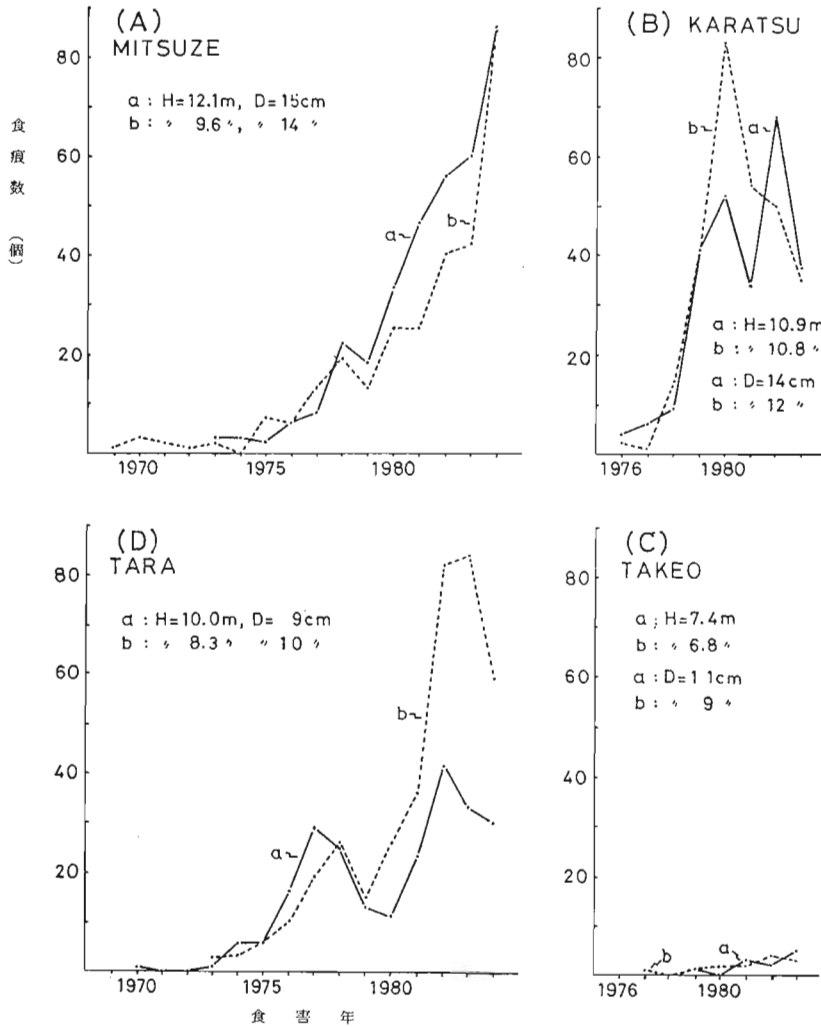 (A)
MITSUZE
a : H=12.1m, D=15cm
b : 〃 9.6〃, 〃 14 〃
80
60
40
20
a
b
1970 1975 1980
(B) KARATSU
80
60
40
20
b
a
a : H=10.9m
b : 〃 10.8 〃
a : D=14cm
b : 〃 12 〃
1976 1980
食痕数 (個)
(D)
TARA
a : H=10.0m, D= 9cm
b : 〃 8.3 〃 〃 10 〃
80
60
40
20
b
a
1970 1975 1980
(C)
TAKEO
a ; H=7.4m
b : 〃 6.8〃
a : D=11cm
b : 〃 9 〃
80
60
40
20
b
a
1976 1980
食害年